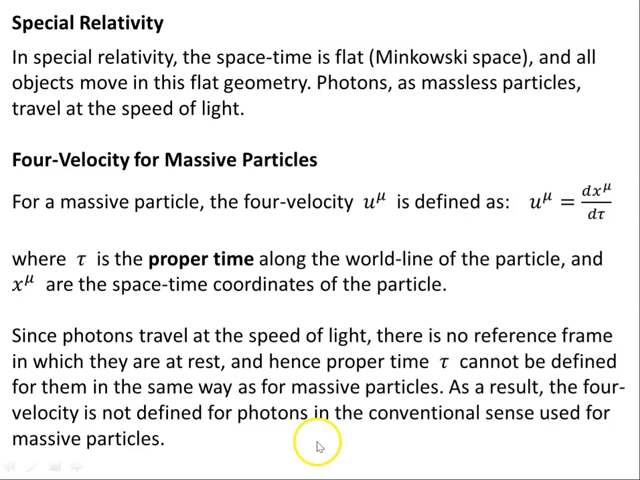 Special Relativity
In special relativity, the space-time is flat (Minkowski space), and all
objects move in this flat geometry. Photons, as massless particles,
travel at the speed of light.
Four-Velocity for Massive Particles
For a massive particle, the four-velocity u^μ is defined as: u^μ = dx^μ/dτ
where τ is the proper time along the world-line of the particle, and
x^μ are the space-time coordinates of the particle.
Since photons travel at the speed of light, there is no reference frame
in which they are at rest, and hence proper time τ cannot be defined
for them in the same way as for massive particles. As a result, the four-
velocity is not defined for photons in the conventional sense used for
massive particles.